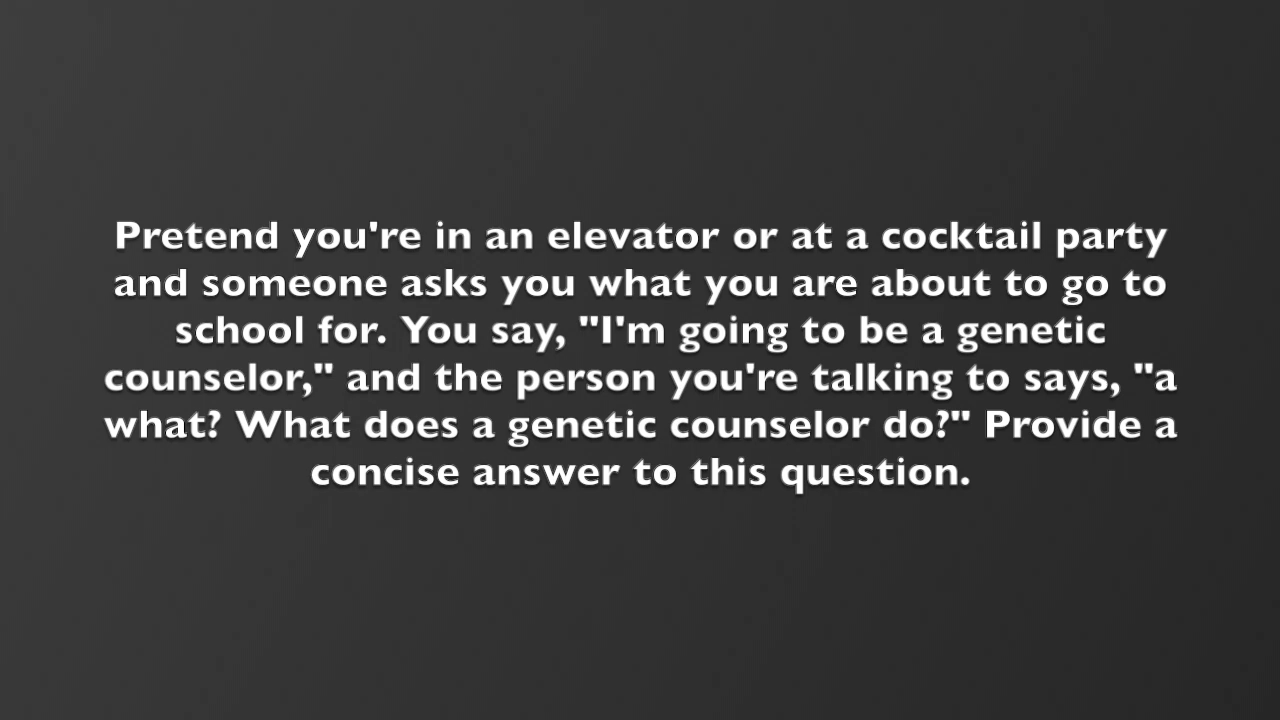 Pretend you're in an elevator or at a cocktail party
and someone asks you what you are about to go to
school for. You say, "I'm going to be a genetic
counselor," and the person you're talking to says, "a
what? What does a genetic counselor do?" Provide a
concise answer to this question.